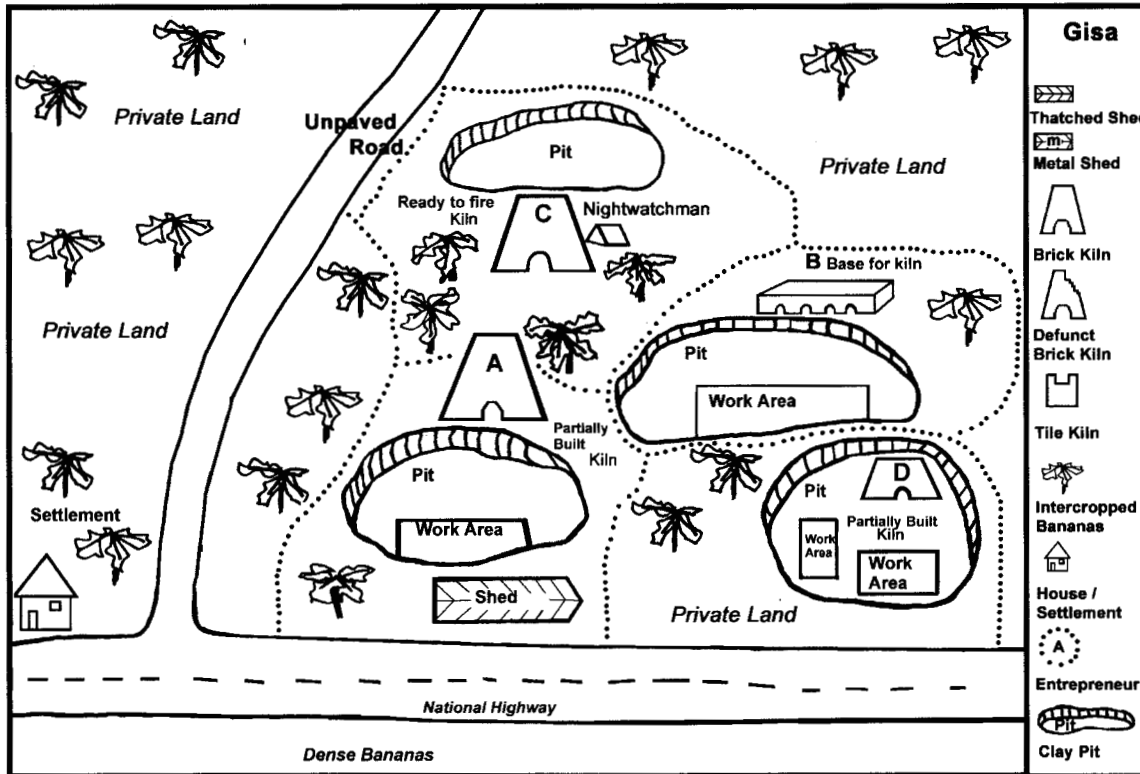 Gisa
Private Land
Unpaved
Road
Pit
Private Land
Ready to fire
Kiln
C
Nightwatchman
B Base for kiln
Private Land
Pit
Work Area
A
Partially
Built
Kiln
Pit
Work Area
Shed
D
Pit
Partially Built
Kiln
Work
Area
Work
Area
Private Land
Settlement
National Highway
Dense Bananas
Thatched Shed
m
Metal Shed
Brick Kiln
Defunct
Brick Kiln
Tile Kiln
Intercropped
Bananas
House /
Settlement
A
Entrepreneur
Pit
Clay Pit